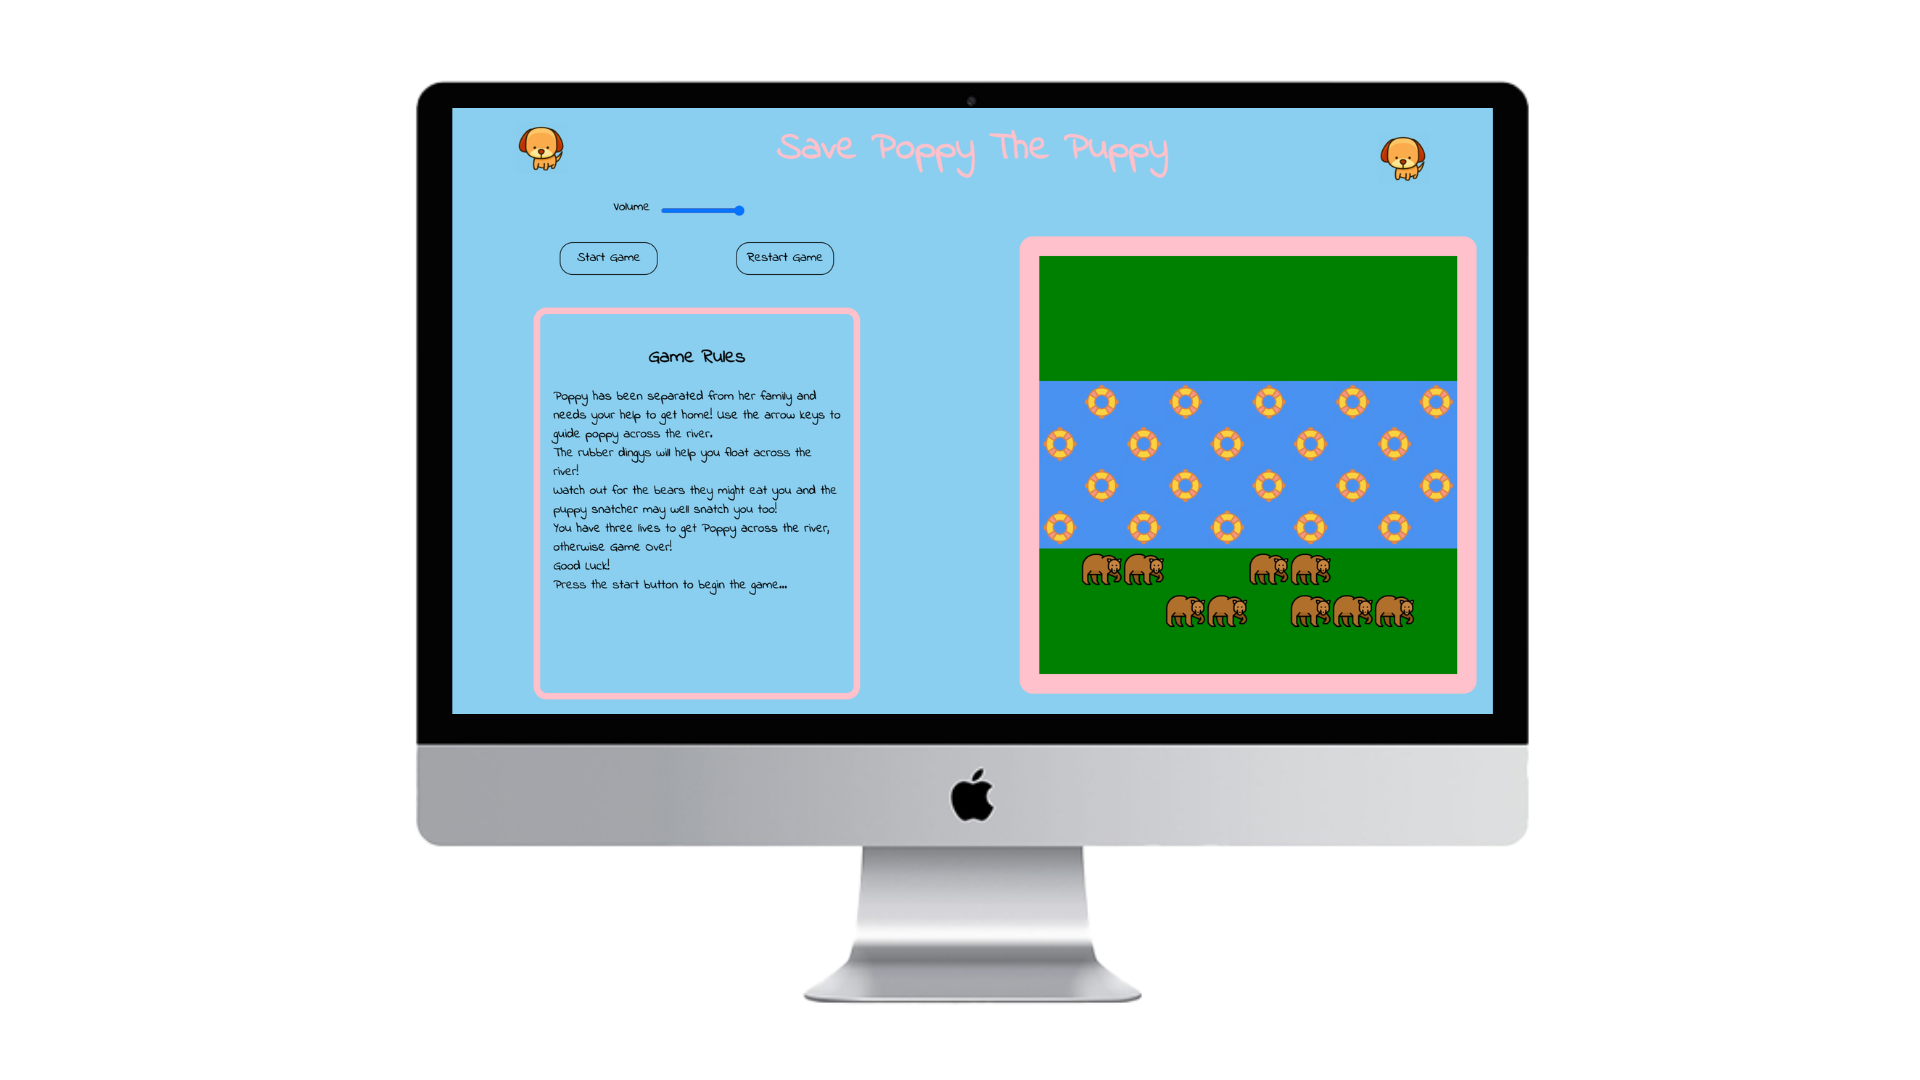 Save Poppy The Puppy
Volume
Start Game
Restart Game
Game Rules
Poppy has been separated from her family and
needs your help to get home! Use the arrow keys to
guide poppy across the river.
The rubber dingys will help you float across the
river!
Watch out for the bears they might eat you and the
puppy snatcher may well snatch you too!
You have three lives to get Poppy across the river,
otherwise Game Over!
Good Luck!
Press the start button to begin the game...